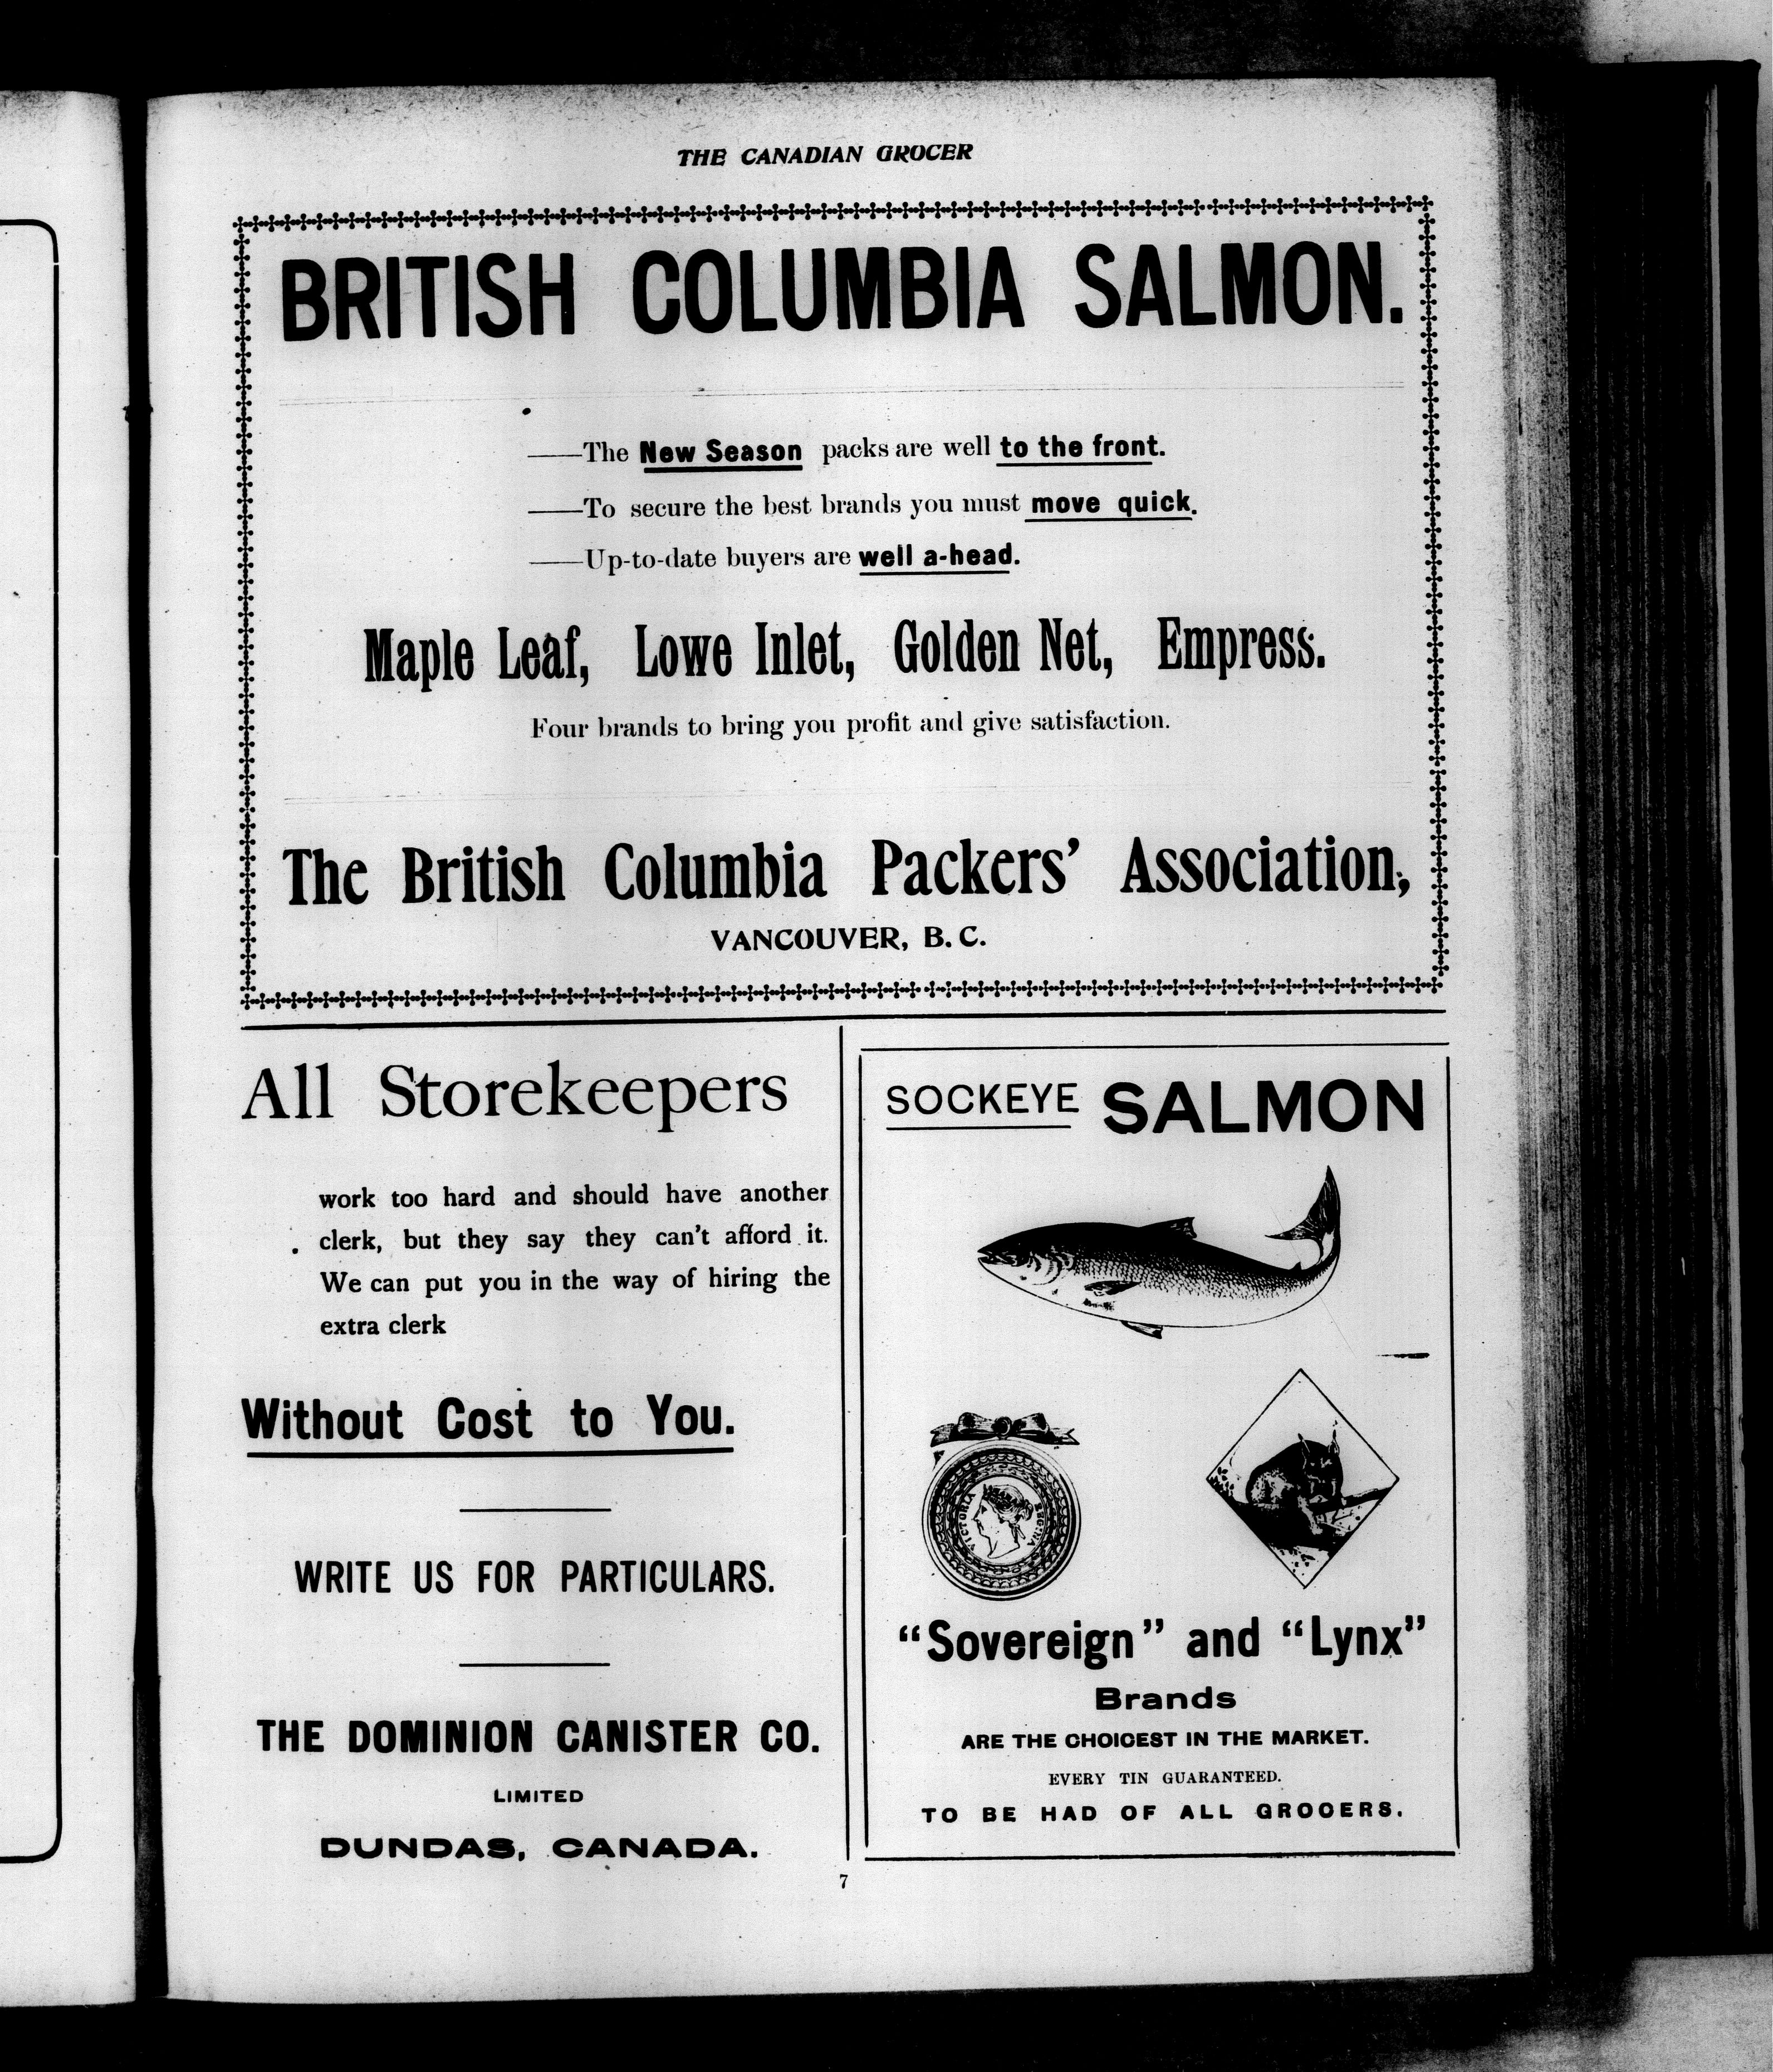 THE CANADIAN GROCER
BRITISH COLUMBIA SALMON.
——The New Season packs are well to the front.
——To secure the best brands you must move quick.
——Up-to-date buyers are well a-head.
Maple Leaf, Lowe Inlet, Golden Net, Empress.
Four brands to bring you profit and give satisfaction.
The British Columbia Packers' Association,
VANCOUVER, B. C.
All Storekeepers
work too hard and should have another
clerk, but they say they can't afford it.
We can put you in the way of hiring the
extra clerk
Without Cost to You.
WRITE US FOR PARTICULARS.
THE DOMINION CANISTER CO.
LIMITED
DUNDAS, CANADA.
SOCKEYE SALMON
VICTORIA REGINA
"Sovereign" and "Lynx"
Brands
ARE THE CHOICEST IN THE MARKET.
EVERY TIN GUARANTEED.
TO BE HAD OF ALL GROCERS.
7